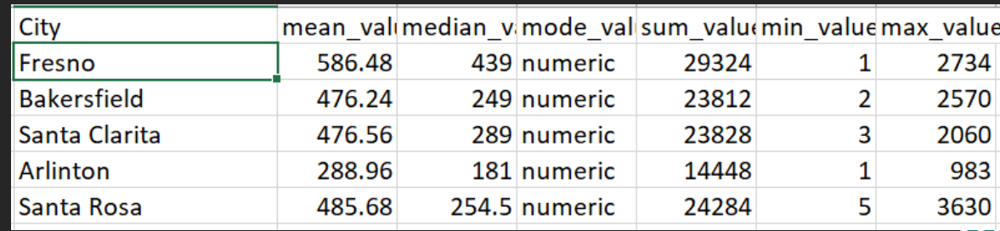 City mean_valu median_va mode_val sum_value min_value max_value
Fresno 586.48 439 numeric 29324 1 2734
Bakersfield 476.24 249 numeric 23812 2 2570
Santa Clarita 476.56 289 numeric 23828 3 2060
Arlinton 288.96 181 numeric 14448 1 983
Santa Rosa 485.68 254.5 numeric 24284 5 3630